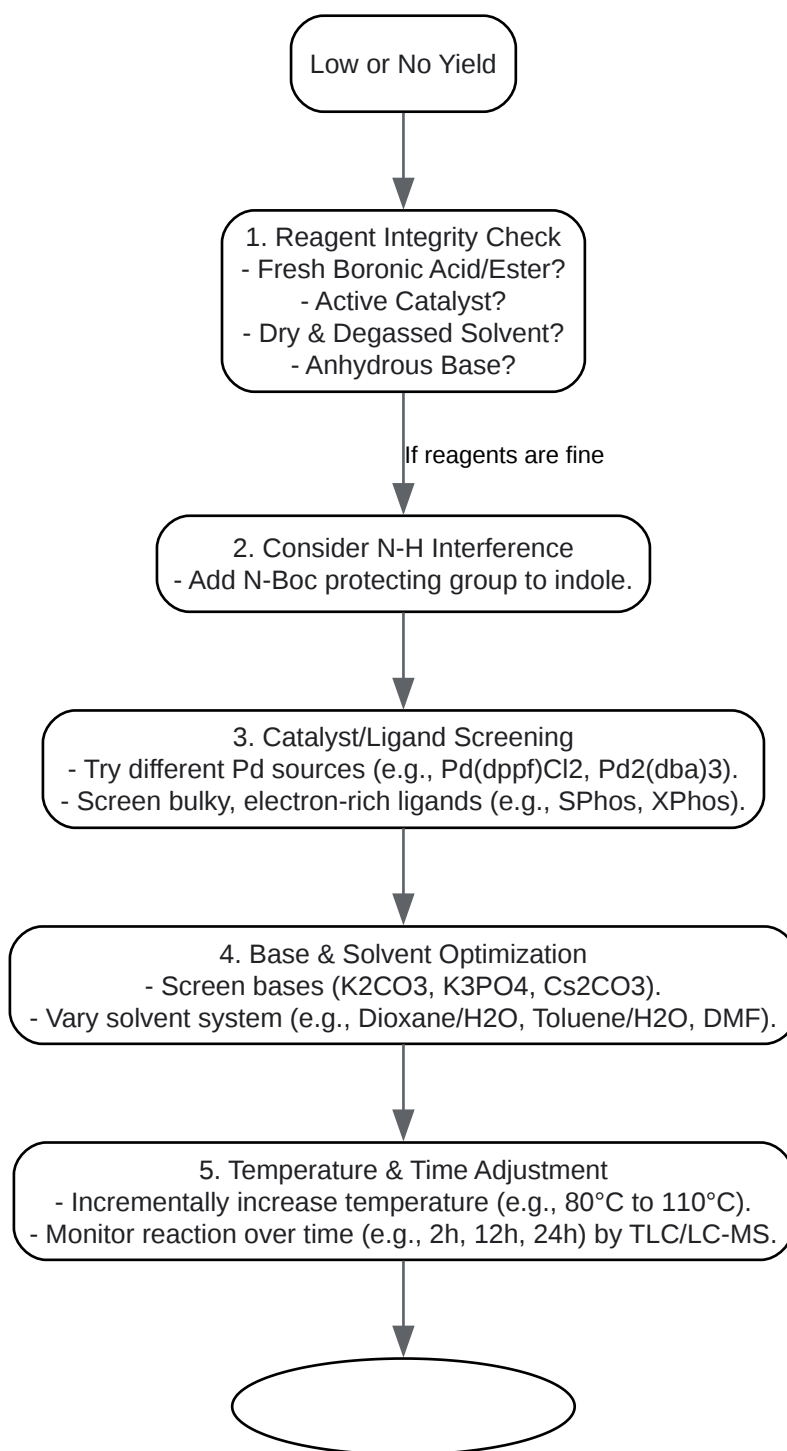 Low or No Yield
1. Reagent Integrity Check
- Fresh Boronic Acid/Ester?
- Active Catalyst?
- Dry & Degassed Solvent?
- Anhydrous Base?
If reagents are fine
2. Consider N-H Interference
- Add N-Boc protecting group to indole.
3. Catalyst/Ligand Screening
- Try different Pd sources (e.g., Pd(dppf)Cl2, Pd2(dba)3).
- Screen bulky, electron-rich ligands (e.g., SPhos, XPhos).
4. Base & Solvent Optimization
- Screen bases (K2CO3, K3PO4, Cs2CO3).
- Vary solvent system (e.g., Dioxane/H2O, Toluene/H2O, DMF).
5. Temperature & Time Adjustment
- Incrementally increase temperature (e.g., 80°C to 110°C).
- Monitor reaction over time (e.g., 2h, 12h, 24h) by TLC/LC-MS.